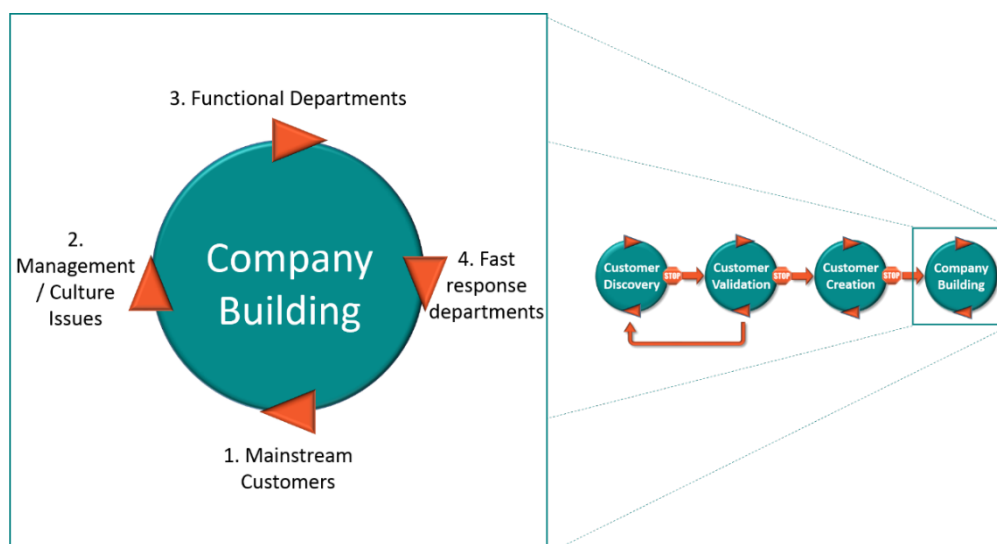 3. Functional Departments
2.
Management
/ Culture
Issues
Company
Building
4. Fast
response
departments
1. Mainstream
Customers
Customer
Discovery
STOP
Customer
Validation
STOP
Customer
Creation
STOP
Company
Building